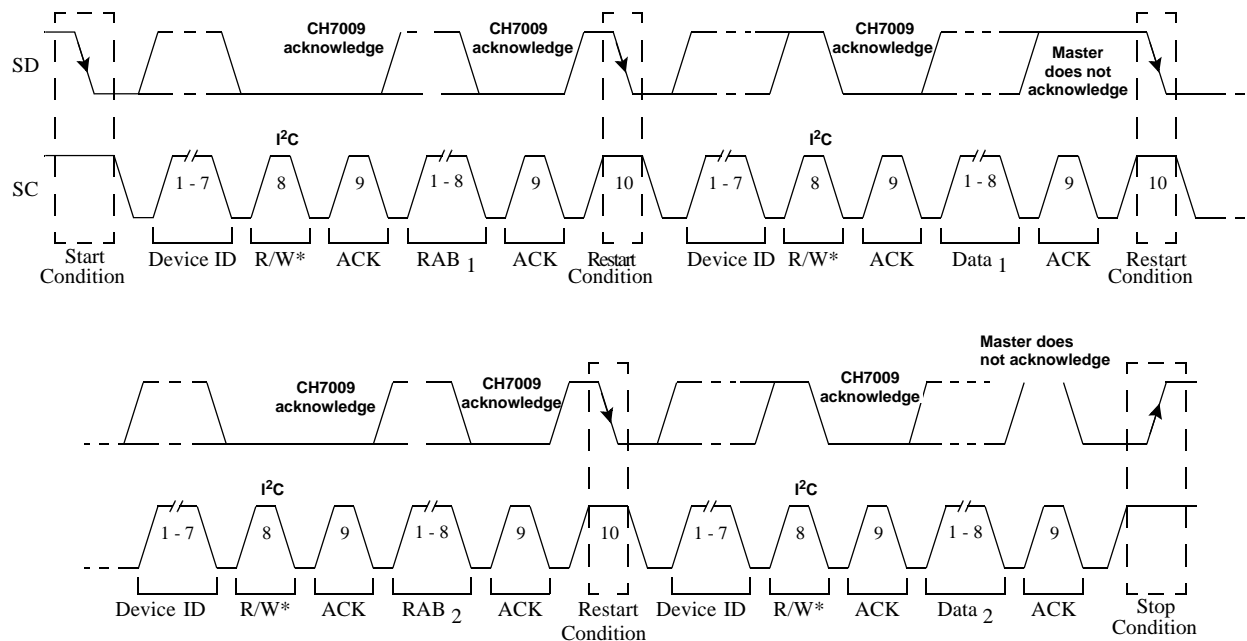 CH7009 acknowledge
CH7009 acknowledge
CH7009 acknowledge
Master does not acknowledge
SD
I²C
I²C
SC
1 - 7 8 9 1 - 8 9 10 1 - 7 8 9 1 - 8 9 10
Start Condition
Device ID R/W* ACK RAB 1 ACK
Restart Condition
Device ID R/W* ACK Data 1 ACK
Restart Condition
CH7009 acknowledge
CH7009 acknowledge
CH7009 acknowledge
Master does not acknowledge
I²C
I²C
1 - 7 8 9 1 - 8 9 10 1 - 7 8 9 1 - 8 9
Device ID R/W* ACK RAB 2 ACK
Restart Condition
Device ID R/W* ACK Data 2 ACK
Stop Condition